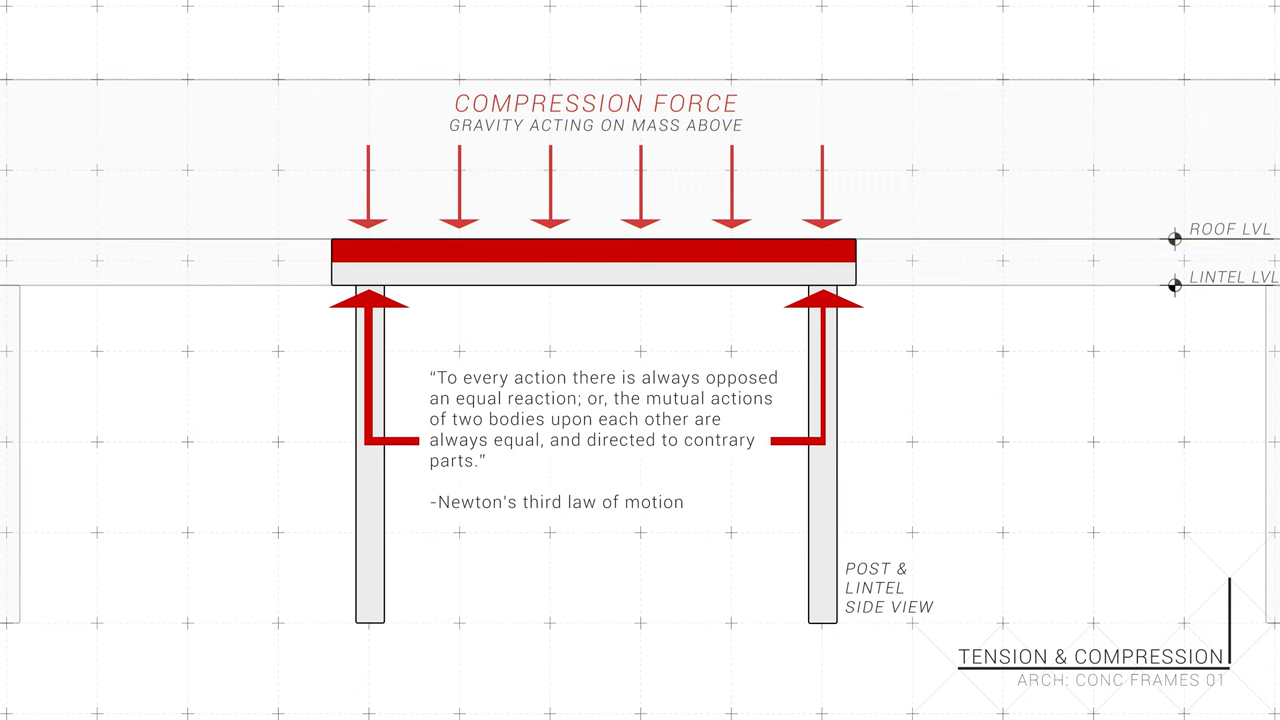 COMPRESSION FORCE
GRAVITY ACTING ON MASS ABOVE
ROOF LVL
LINTEL LVL
“To every action there is always opposed
an equal reaction; or, the mutual actions
of two bodies upon each other are
always equal, and directed to contrary
parts.”
-Newton's third law of motion
POST &
LINTEL
SIDE VIEW
TENSION & COMPRESSION
ARCH: CONC FRAMES 01